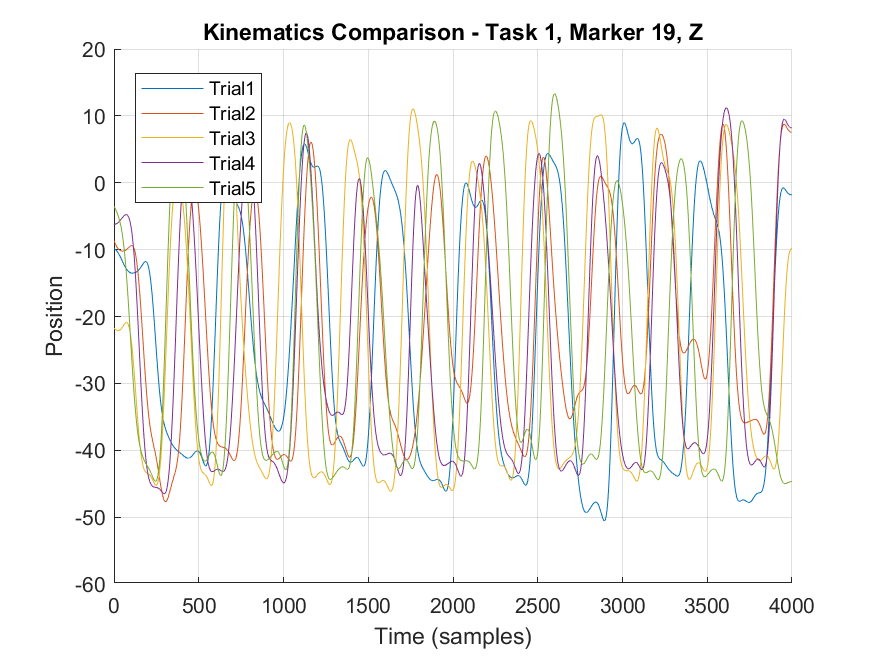 Kinematics Comparison - Task 1, Marker 19, Z
20
10
0
-10
-20
-30
-40
-50
-60
Position
Trial1
Trial2
Trial3
Trial4
Trial5
0 500 1000 1500 2000 2500 3000 3500 4000
Time (samples)